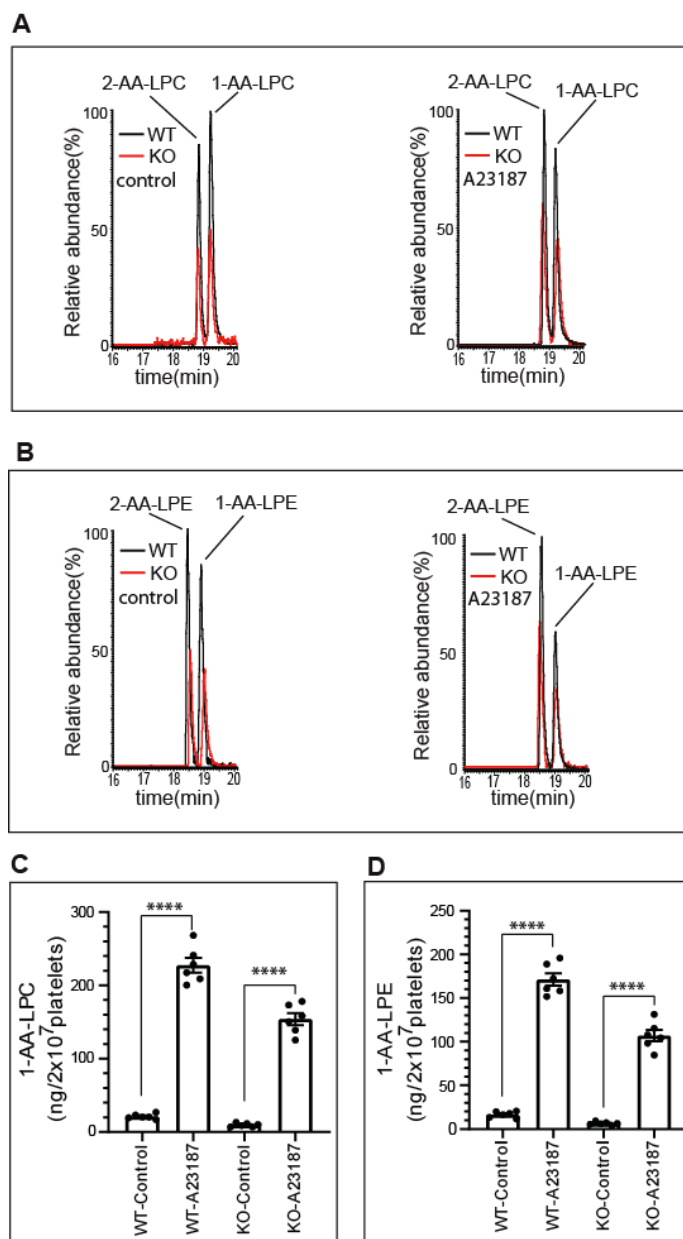 A
2-AA-LPC 1-AA-LPC
100
WT
KO
control
50
0
Relative abundance(%)
16 17 18 19 20
time(min)
2-AA-LPC
1-AA-LPC
100
WT
KO
A23187
50
0
Relative abundance(%)
16 17 18 19 20
time(min)
B
2-AA-LPE 1-AA-LPE
100
WT
KO
control
50
0
Relative abundance(%)
16 17 18 19 20
time(min)
2-AA-LPE
1-AA-LPE
100
WT
KO
A23187
50
0
Relative abundance(%)
16 17 18 19 20
time(min)
C
1-AA-LPC
(ng/2x10⁷platelets)
300
200
100
0
****
****
WT-Control
WT-A23187
KO-Control
KO-A23187
D
1-AA-LPE
(ng/2x10⁷platelets)
250
200
150
100
50
0
****
****
WT-Control
WT-A23187
KO-Control
KO-A23187